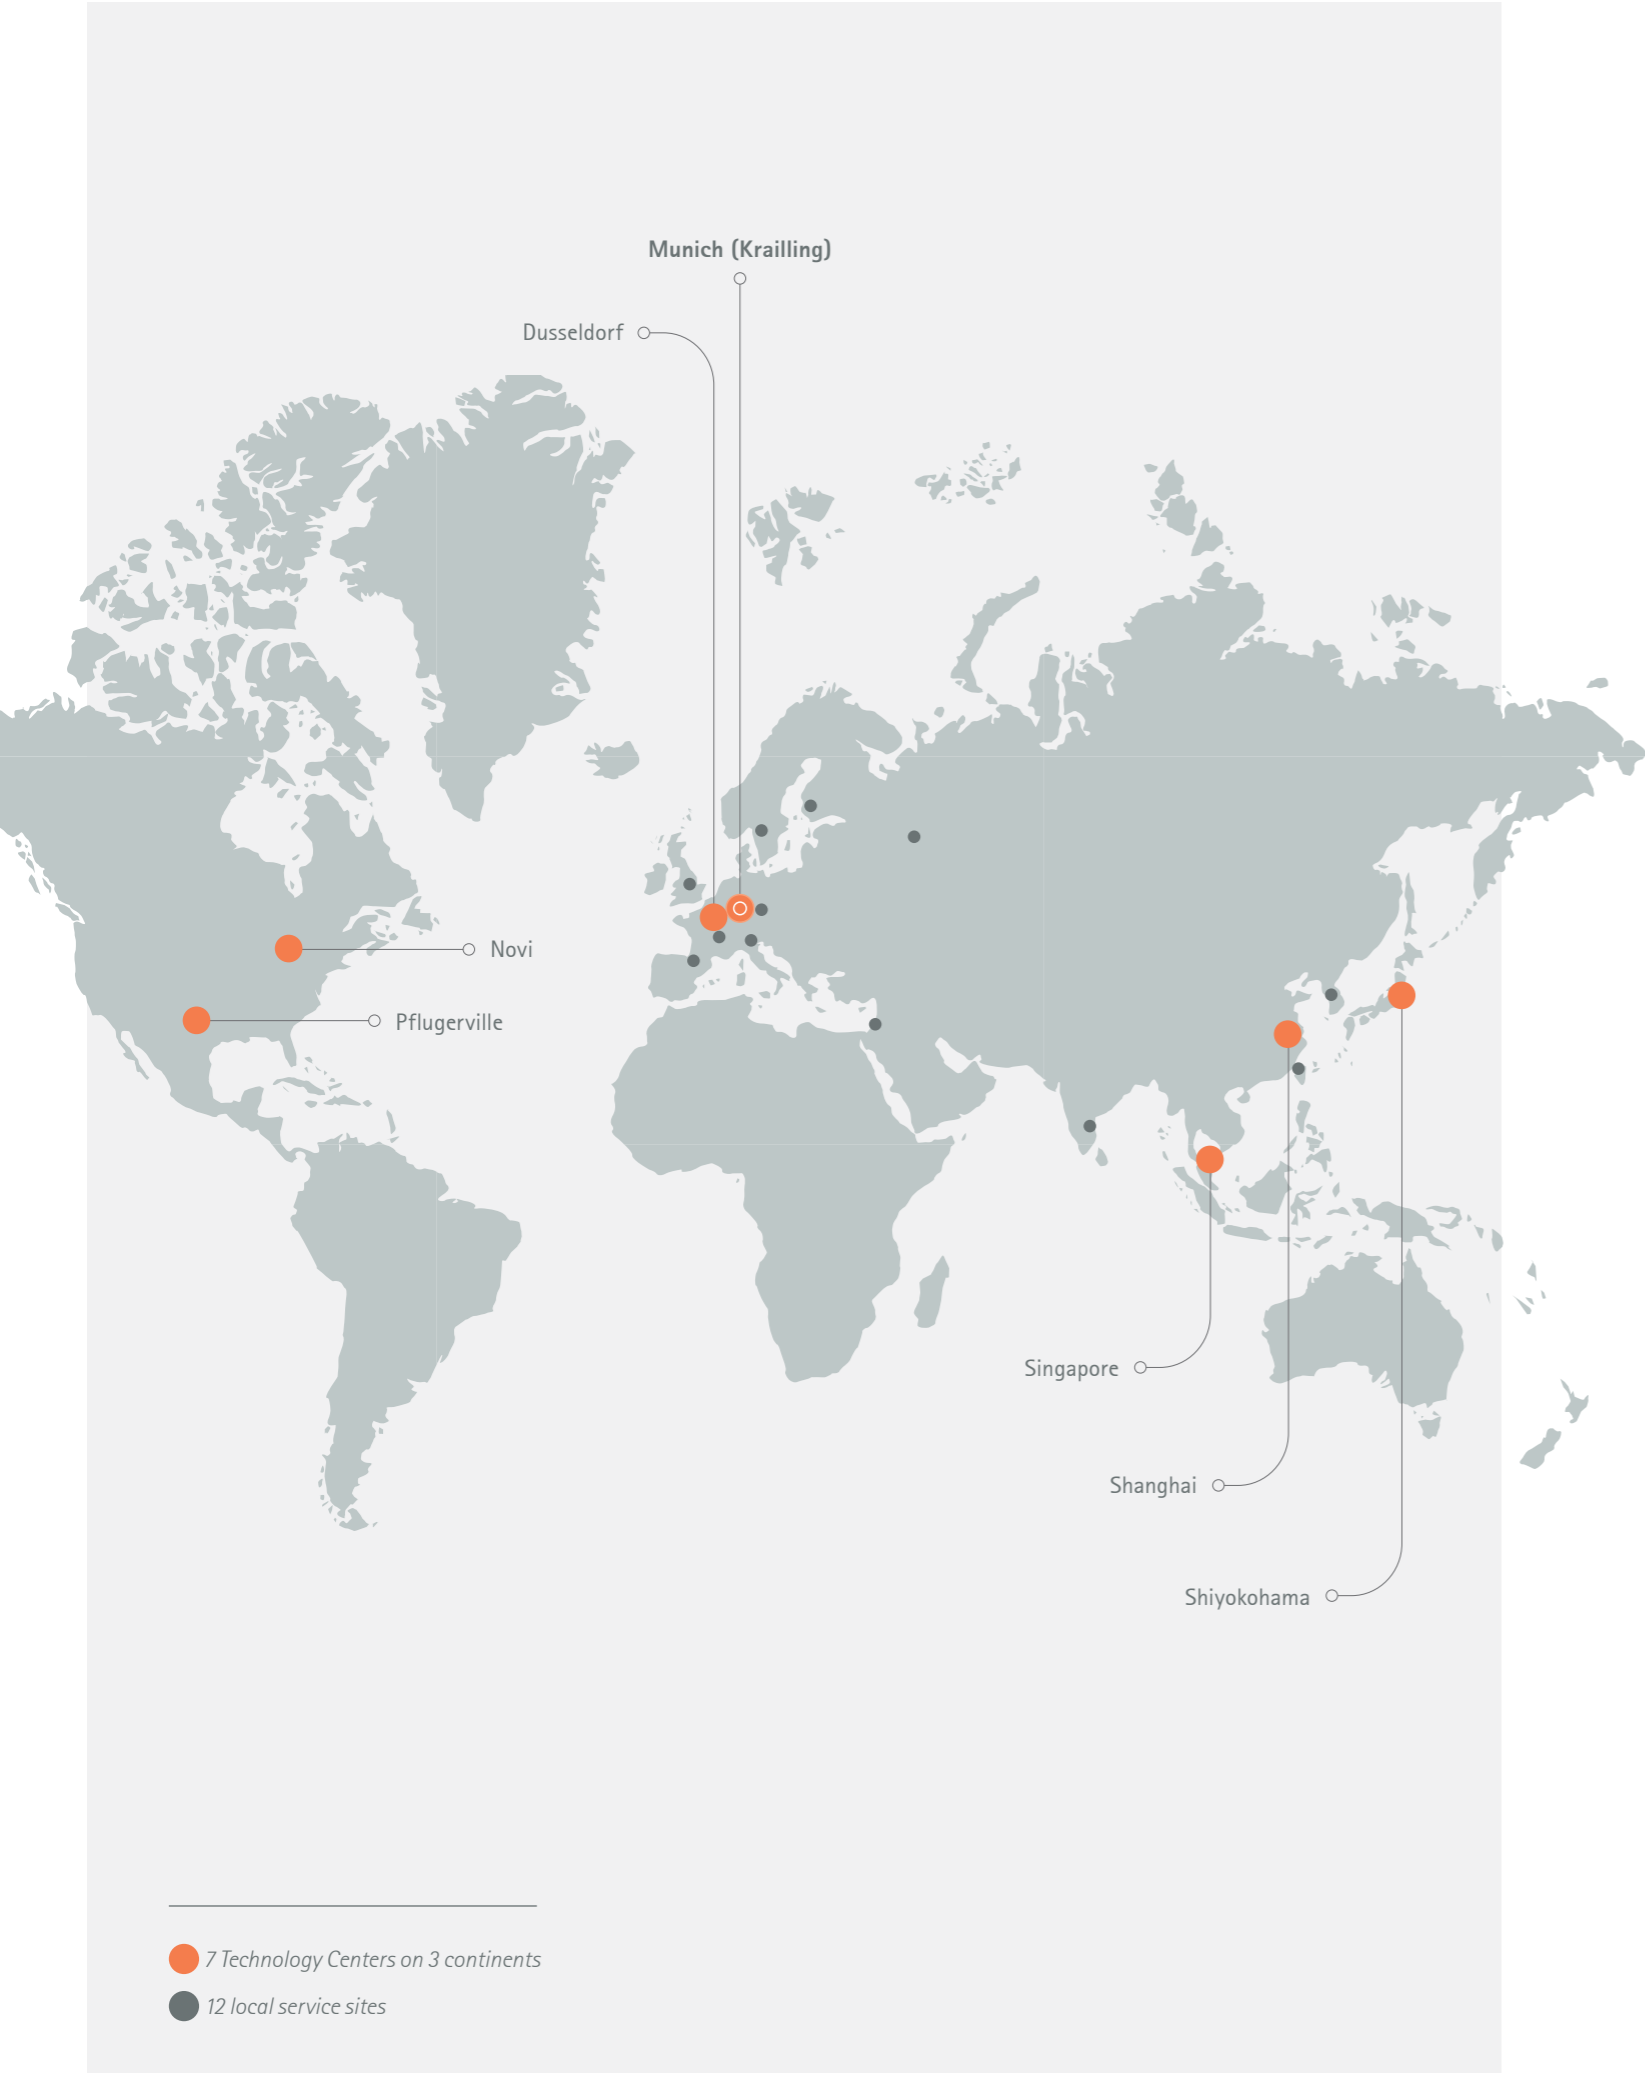 Munich (Krailling)
Dusseldorf
Novi
Pflugerville
Singapore
Shanghai
Shiyokohama
7 Technology Centers on 3 continents
12 local service sites